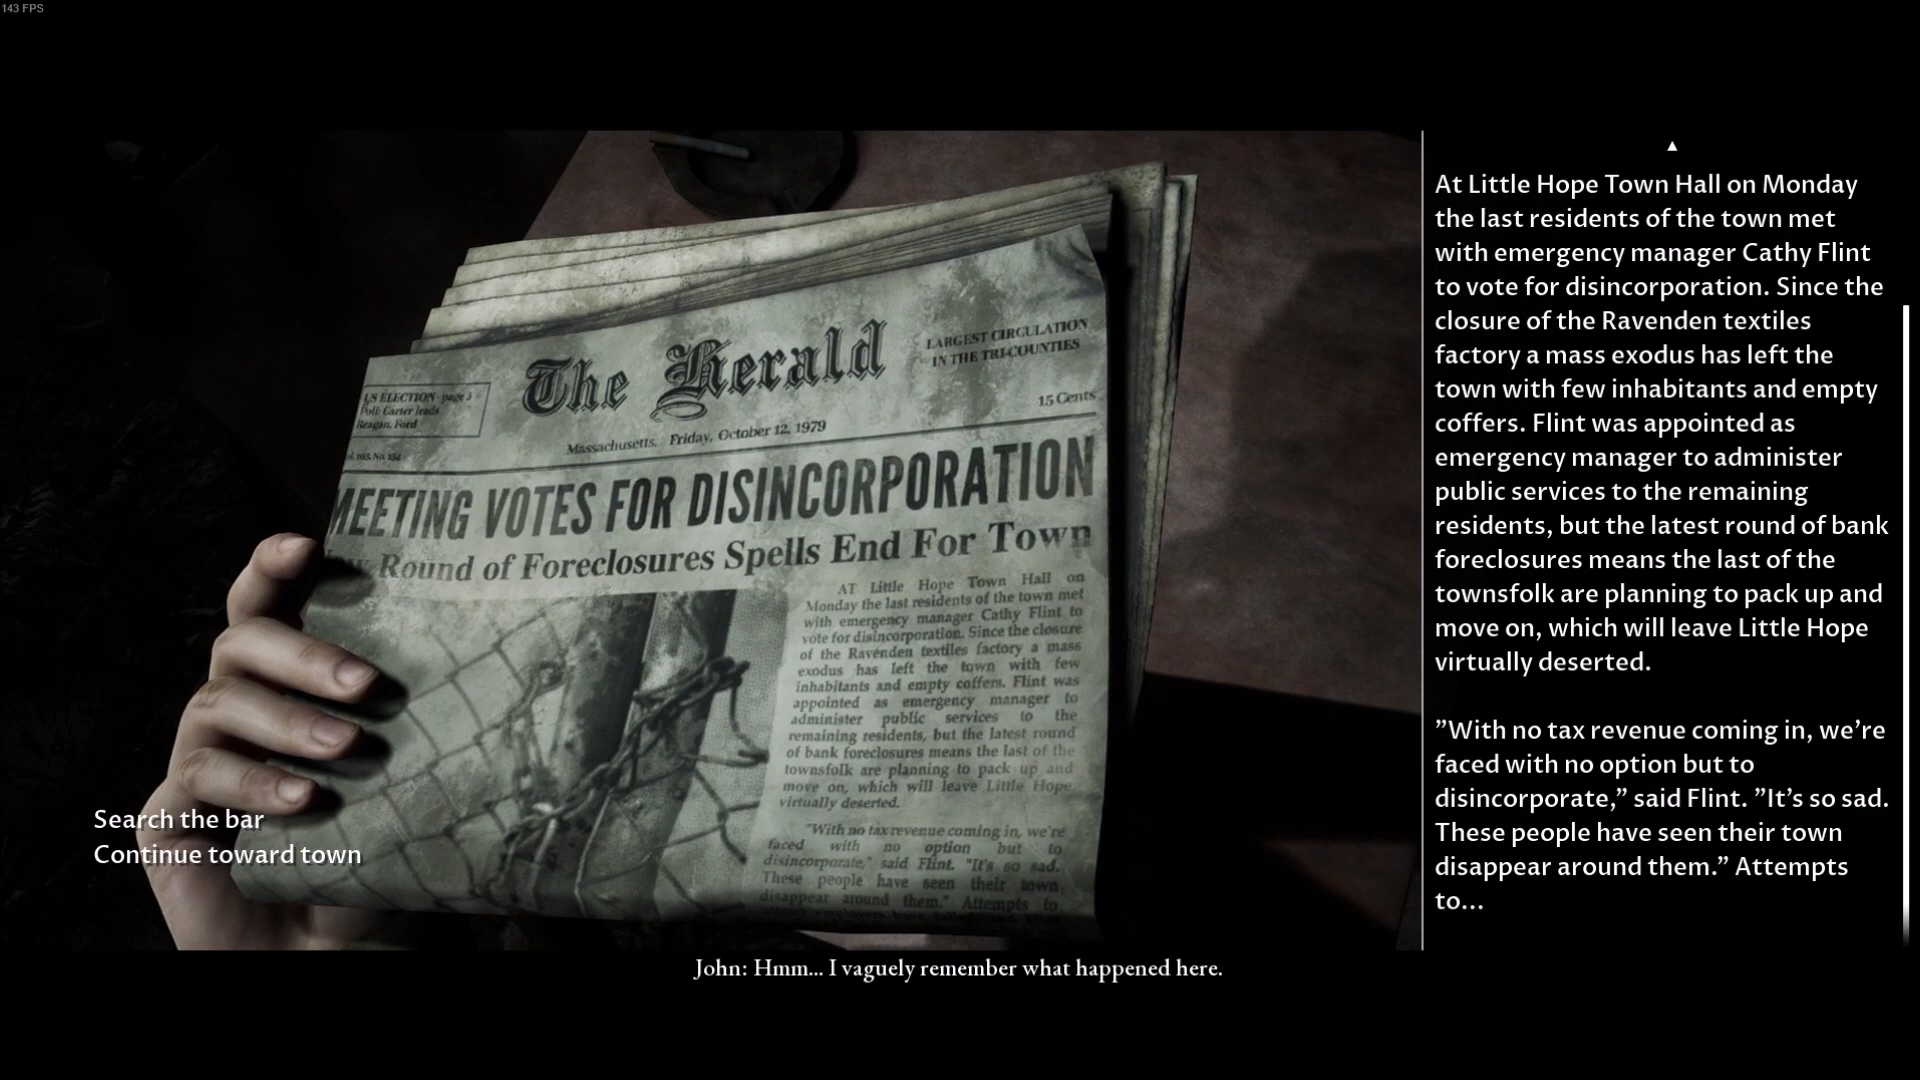 143 FPS
The Herald
LARGEST CIRCULATION
IN THE TRI-COUNTIES
US ELECTION page 3
Poll: Carter leads
Reagan, Ford
15 Cents
Massachusetts, Friday, October 12, 1979
No.
MEETING VOTES FOR DISINCORPORATION
Round of Foreclosures Spells End For Town
AT Little Hope Town Hall on
Monday the last residents of the town met
with emergency manager Cathy Flint to
vote for disincorporation. Since the closure
of the Ravenden textiles factory a mass
exodus has left the town with few
inhabitants and empty coffers. Flint was
appointed as emergency manager to
administer public services to the
remaining residents, but the latest round
of bank foreclosures means the last of the
townsfolk are planning to pack up and
move on, which will leave Little Hope
virtually deserted.
"With no tax revenue coming in, we're
faced with no option but to
disincorporate," said Flint. "It's so sad.
These people have seen their town
disappear around them." Attempts to
▲
At Little Hope Town Hall on Monday
the last residents of the town met
with emergency manager Cathy Flint
to vote for disincorporation. Since the
closure of the Ravenden textiles
factory a mass exodus has left the
town with few inhabitants and empty
coffers. Flint was appointed as
emergency manager to administer
public services to the remaining
residents, but the latest round of bank
foreclosures means the last of the
townsfolk are planning to pack up and
move on, which will leave Little Hope
virtually deserted.
”With no tax revenue coming in, we’re
faced with no option but to
disincorporate,” said Flint. ”It’s so sad.
These people have seen their town
disappear around them.” Attempts
to...
Search the bar
Continue toward town
John: Hmm... I vaguely remember what happened here.